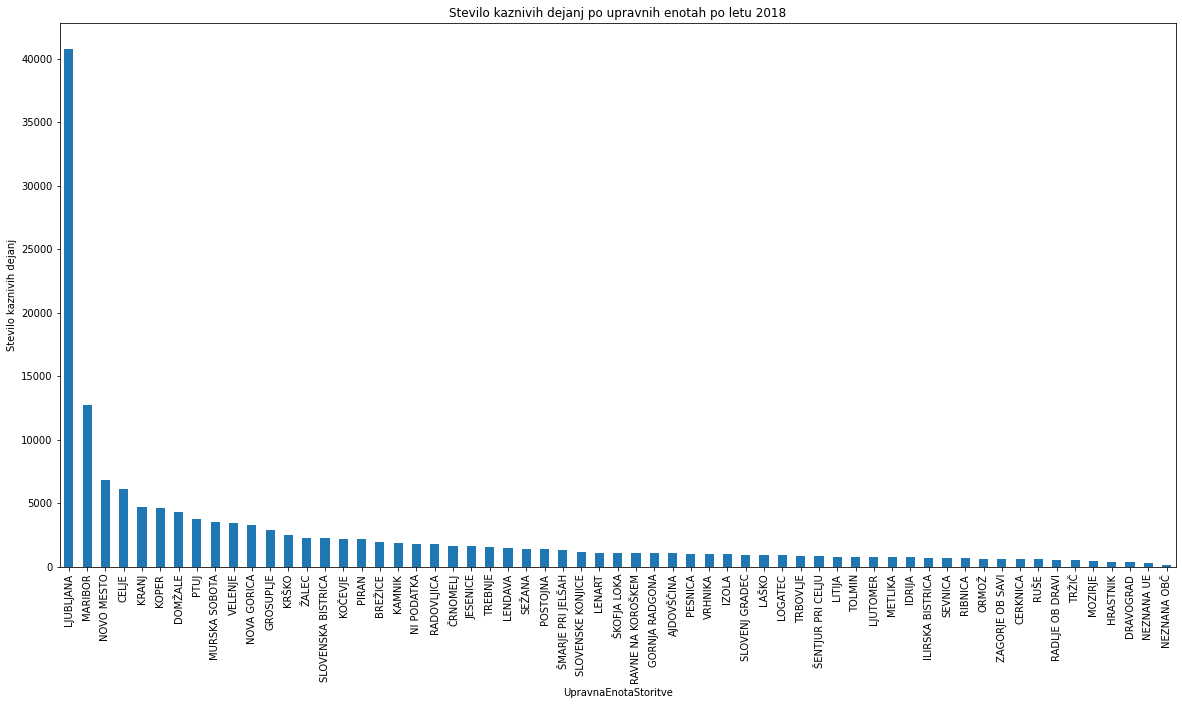 Stevilo kaznivih dejanj po upravnih enotah po letu 2018
Stevilo kaznivih dejanj
40000
35000
30000
25000
20000
15000
10000
5000
0
LJUBLJANA
MARIBOR
NOVO MESTO
CELJE
KRANJ
KOPER
DOMŽALE
PTUJ
MURSKA SOBOTA
VELENJE
NOVA GORICA
GROSUPLJE
KRŠKO
ŽALEC
SLOVENSKA BISTRICA
KOČEVJE
PIRAN
BREŽICE
KAMNIK
NI PODATKA
RADOVLJICA
ČRNOMELJ
JESENICE
TREBNJE
LENDAVA
SEŽANA
POSTOJNA
ŠMARJE PRI JELŠAH
SLOVENSKE KONJICE
LENART
ŠKOFJA LOKA
RAVNE NA KOROŠKEM
GORNJA RADGONA
AJDOVŠČINA
PESNICA
VRHNIKA
IZOLA
SLOVENJ GRADEC
LAŠKO
LOGATEC
TRBOVLJE
ŠENTJUR PRI CELJU
LITIJA
TOLMIN
LJUTOMER
METLIKA
IDRIJA
ILIRSKA BISTRICA
SEVNICA
RIBNICA
ORMOŽ
ZAGORJE OB SAVI
CERKNICA
RUŠE
RADLJE OB DRAVI
TRŽIČ
MOZIRJE
HRASTNIK
DRAVOGRAD
NEZNANA UE
NEZNANA OBČ
UpravnaEnotaStoritve